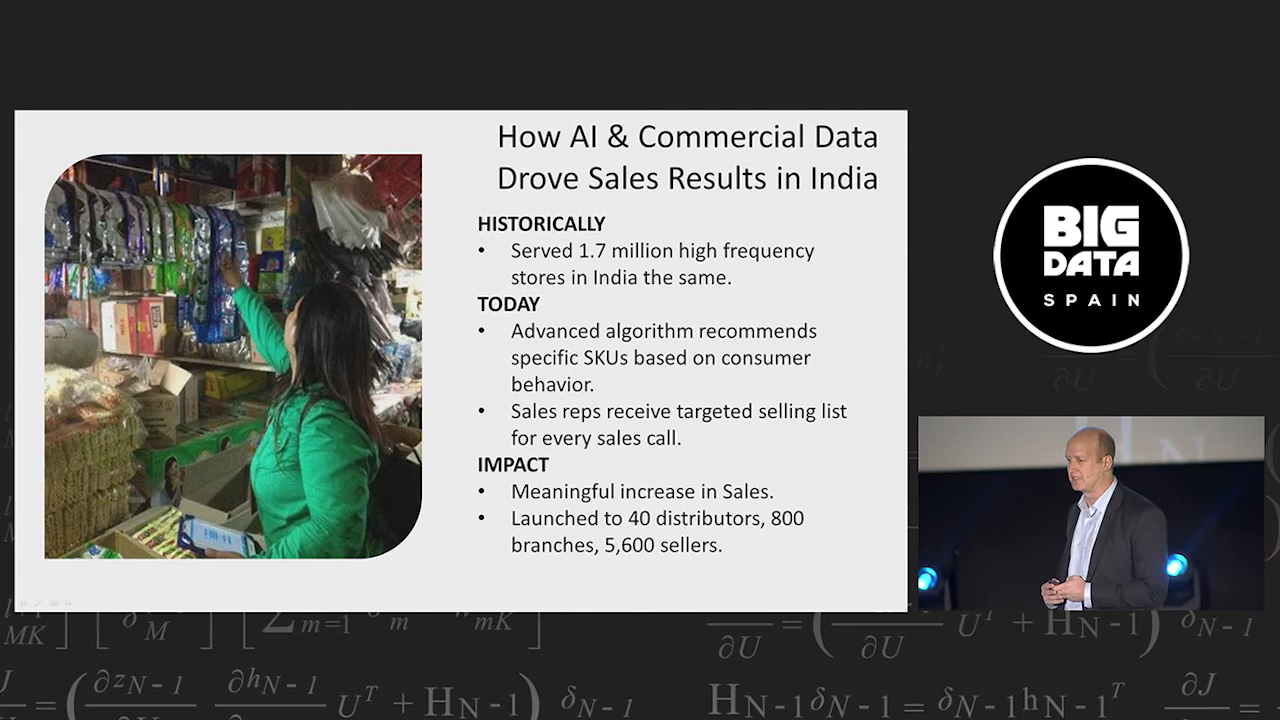 How AI & Commercial Data
Drove Sales Results in India
HISTORICALLY
• Served 1.7 million high frequency
stores in India the same.
TODAY
• Advanced algorithm recommends
specific SKUs based on consumer
behavior.
• Sales reps receive targeted selling list
for every sales call.
IMPACT
• Meaningful increase in Sales.
• Launched to 40 distributors, 800
branches, 5,600 sellers.
BIG
DATA
SPAIN